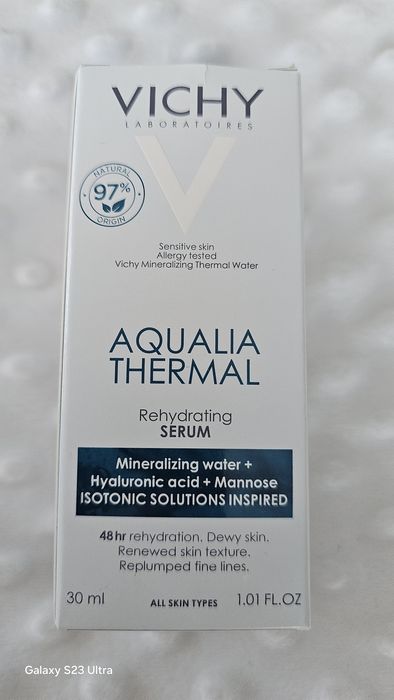 VICHY
LABORATOIRES
V
NATURAL
97%
ORIGIN
Sensitive skin
Allergy tested
Vichy Mineralizing Thermal Water
AQUALIA
THERMAL
Rehydrating
SERUM
Mineralizing water +
Hyaluronic acid + Mannose
ISOTONIC SOLUTIONS INSPIRED
48hr rehydration. Dewy skin.
Renewed skin texture.
Replumped fine lines.
30 ml ALL SKIN TYPES 1.01 FL.OZ
Galaxy S23 Ultra